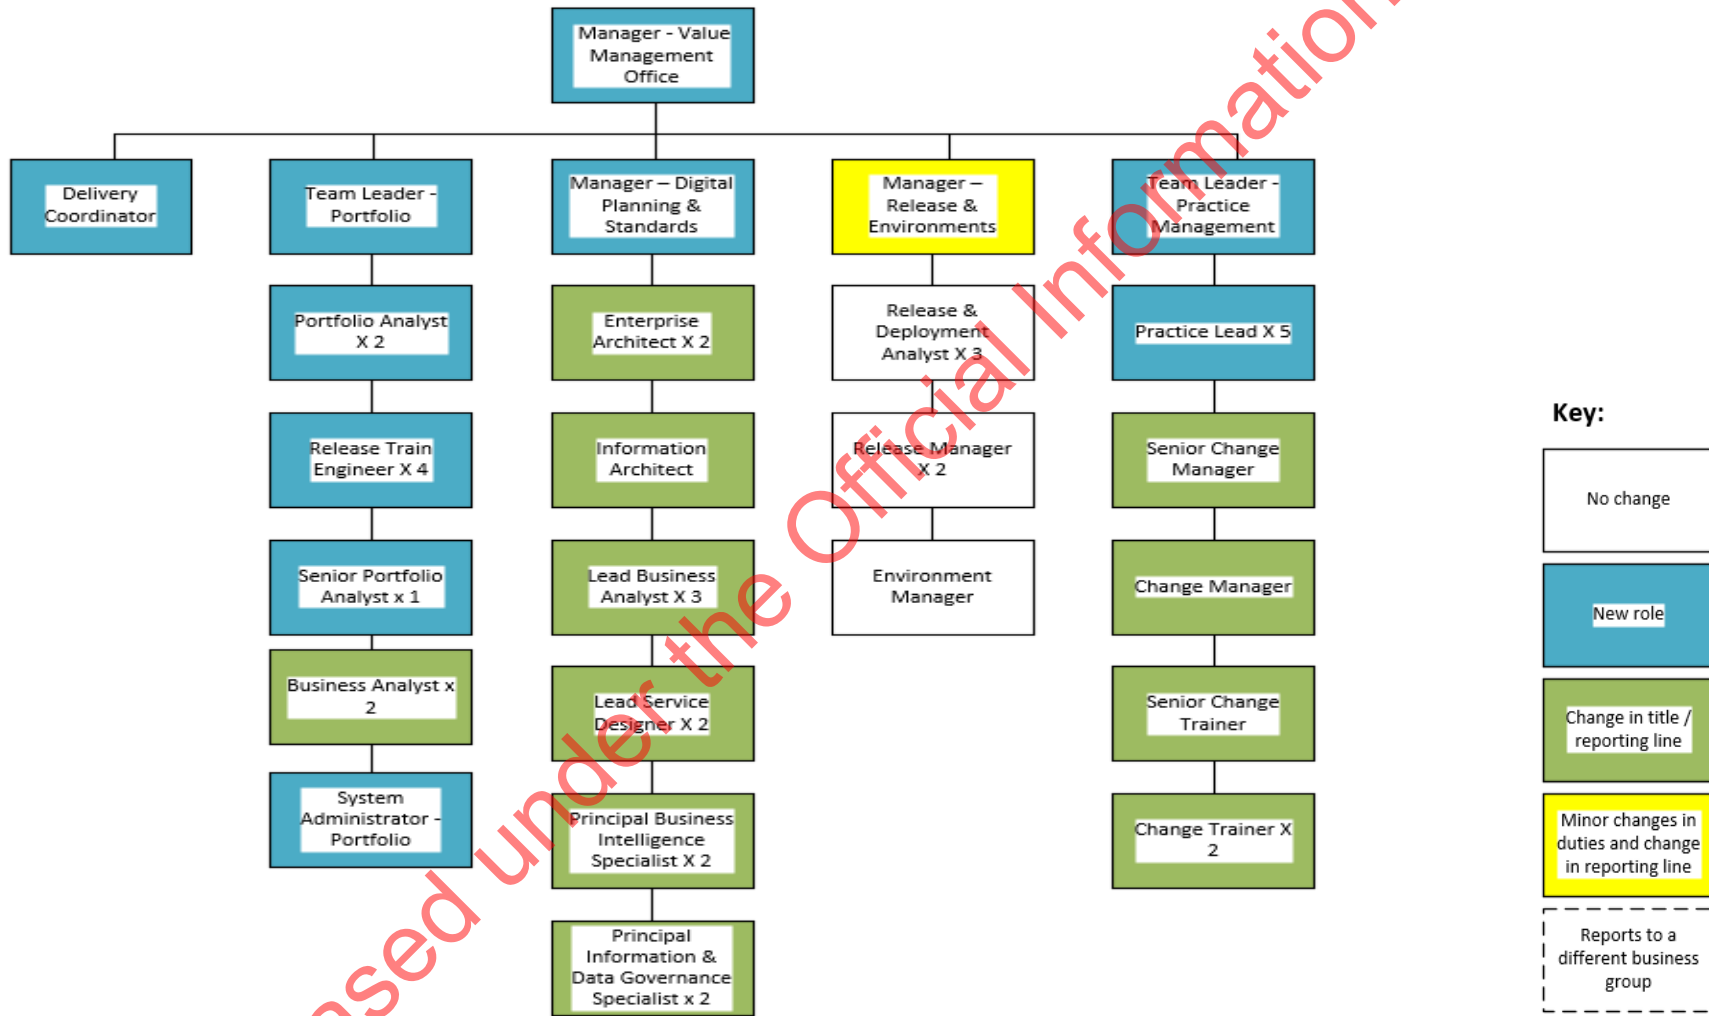 Manager - Value
Management
Office
Delivery
Coordinator
Team Leader -
Portfolio
Manager – Digital
Planning &
Standards
Manager –
Release &
Environments
Team Leader -
Practice
Management
Portfolio Analyst
X 2
Release Train
Engineer X 4
Senior Portfolio
Analyst x 1
Business Analyst x
2
System
Administrator -
Portfolio
Enterprise
Architect X 2
Information
Architect
Lead Business
Analyst X 3
Lead Service
Designer X 2
Principal Business
Intelligence
Specialist X 2
Principal
Information &
Data Governance
Specialist x 2
Release &
Deployment
Analyst X 3
Release Manager
X 2
Environment
Manager
Practice Lead X 5
Senior Change
Manager
Change Manager
Senior Change
Trainer
Change Trainer X
2
Key:
No change
New role
Change in title /
reporting line
Minor changes in
duties and change
in reporting line
Reports to a
different business
group
ased under the Official Information